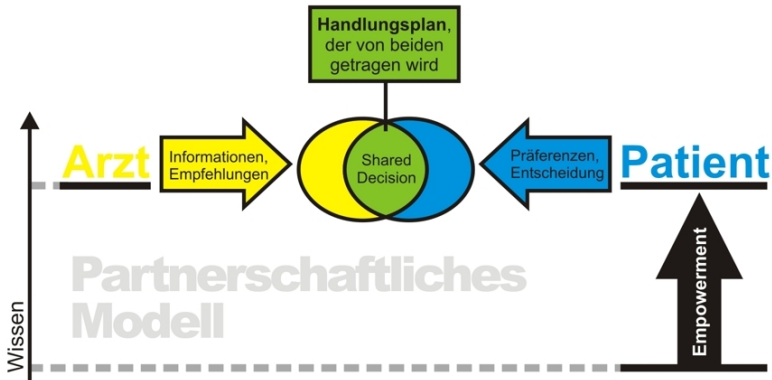 Handlungsplan,
der von beiden
getragen wird
Arzt
Informationen,
Empfehlungen
Shared
Decision
Präferenzen,
Entscheidung
Patient
Partnerschaftliches
Modell
Empowerment
Wissen